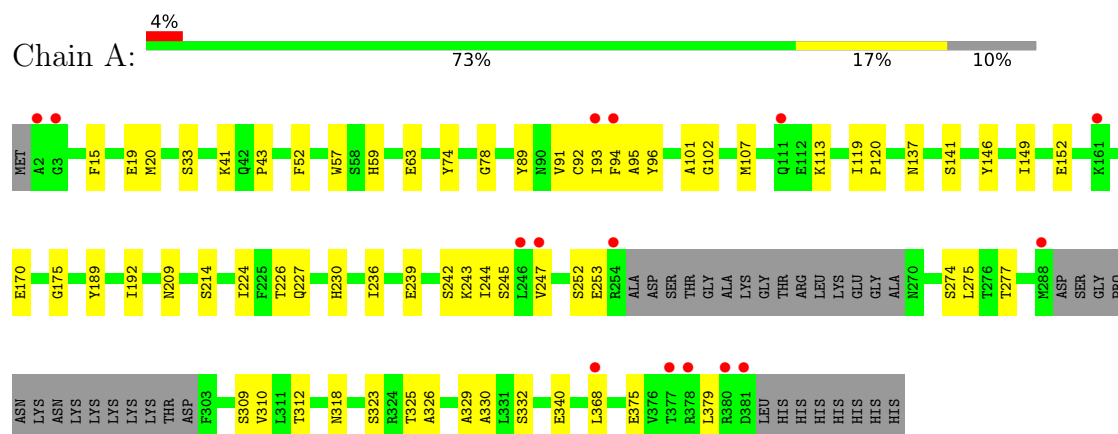 4%
Chain A:
73% 17% 10%
MET A2 G3 F15 E19 M20 S33 K41 Q42 P43 F52 W57 S58 H59 E63 Y74 G78 Y89 N90 V91 C92 I93 F94 A95 Y96 A101 G102 M107 Q111 E112 K113 I119 P120 N137 S141 Y146 I149 E152 K161
E170 G175 Y189 I192 N209 S214 I224 F225 T226 Q227 H230 I236 E239 S242 K243 I244 S245 L246 V247 S252 E253 R254 ALA ASP SER THR GLY ALA LYS GLY THR ARG LEU LYS GLU GLY ALA N270 S274 L275 T276 T277 M288 ASP SER GLY PRO
ASN LYS ASN LYS LYS LYS LYS LYS THR ASP F303 S309 V310 L311 T312 N318 S323 R324 T325 A326 A329 A330 L331 S332 E340 L368 E375 V376 T377 R378 L379 R380 D381 LEU HIS HIS HIS HIS HIS HIS HIS